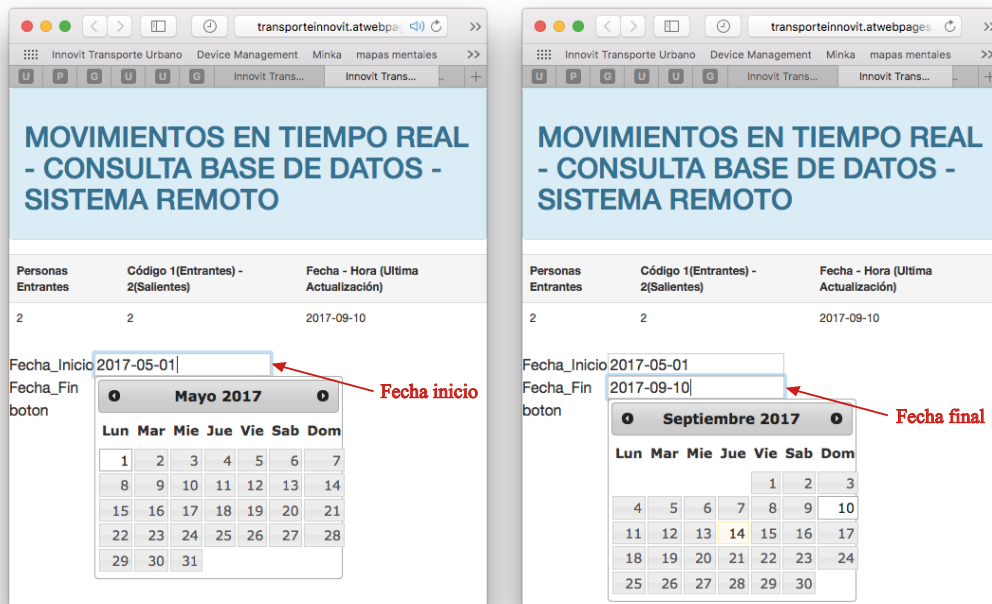 transporteinnovit.atwebpag
Innovit Transporte Urbano Device Management Minka mapas mentales
U P G U U G Innovit Trans... Innovit Trans... ..
MOVIMIENTOS EN TIEMPO REAL
- CONSULTA BASE DE DATOS -
SISTEMA REMOTO
Personas Código 1(Entrantes) - Fecha - Hora (Ultima
Entrantes 2(Salientes) Actualización)
2 2 2017-09-10
Fecha_Inicio 2017-05-01
Fecha_Fin
boton
Fecha inicio
Mayo 2017
Lun Mar Mie Jue Vie Sab Dom
1 2 3 4 5 6 7
8 9 10 11 12 13 14
15 16 17 18 19 20 21
22 23 24 25 26 27 28
29 30 31
transporteinnovit.atwebpages.
Innovit Transporte Urbano Device Management Minka mapas mentales
U P G U U G Innovit Trans... Innovit Trans... ..
MOVIMIENTOS EN TIEMPO REAL
- CONSULTA BASE DE DATOS -
SISTEMA REMOTO
Personas Código 1(Entrantes) - Fecha - Hora (Ultima
Entrantes 2(Salientes) Actualización)
2 2 2017-09-10
Fecha_Inicio 2017-05-01
Fecha_Fin 2017-09-10
boton
Fecha final
Septiembre 2017
Lun Mar Mie Jue Vie Sab Dom
1 2 3
4 5 6 7 8 9 10
11 12 13 14 15 16 17
18 19 20 21 22 23 24
25 26 27 28 29 30